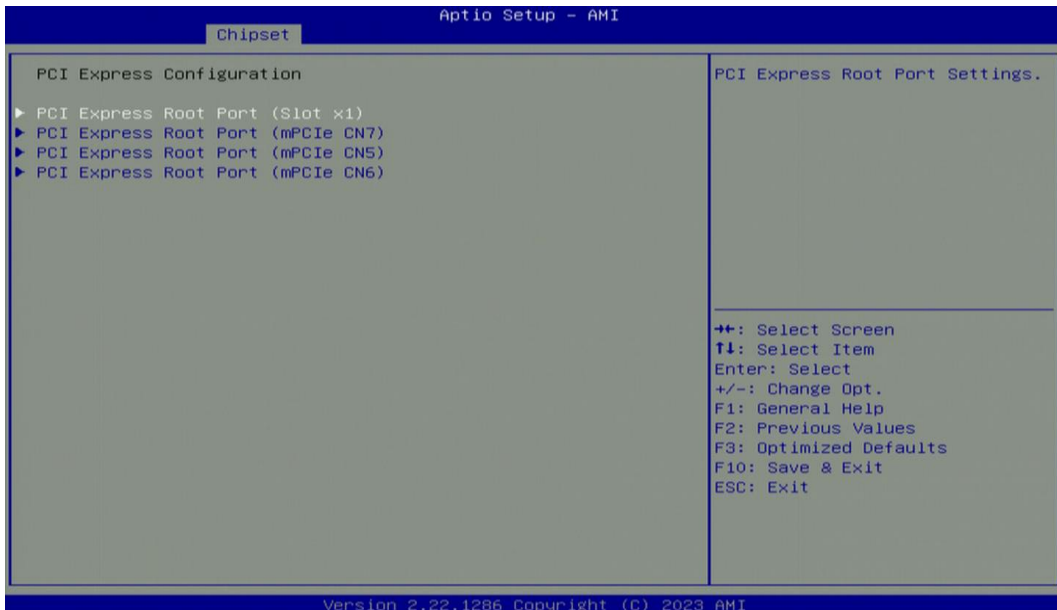 Aptio Setup – AMI
Chipset
PCI Express Configuration
▶ PCI Express Root Port (Slot x1)
▶ PCI Express Root Port (mPCIe CN7)
▶ PCI Express Root Port (mPCIe CN5)
▶ PCI Express Root Port (mPCIe CN6)
PCI Express Root Port Settings.
→←: Select Screen
↑↓: Select Item
Enter: Select
+/-: Change Opt.
F1: General Help
F2: Previous Values
F3: Optimized Defaults
F10: Save & Exit
ESC: Exit
Version 2.22.1286 Copyright (C) 2023 AMI